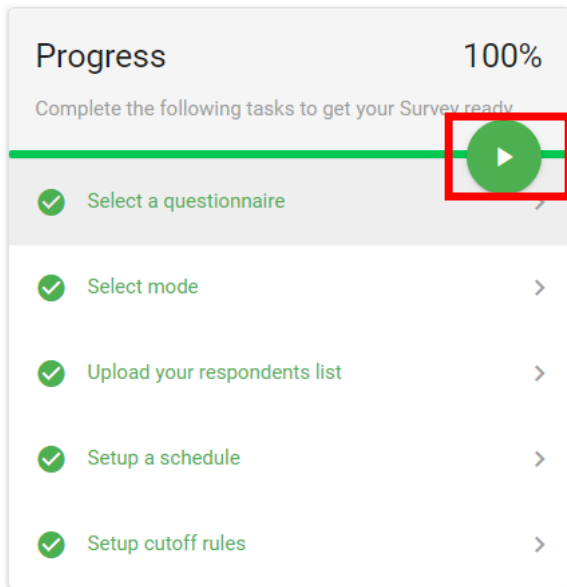 Progress 100%
Complete the following tasks to get your Survey ready
Select a questionnaire
Select mode
Upload your respondents list
Setup a schedule
Setup cutoff rules